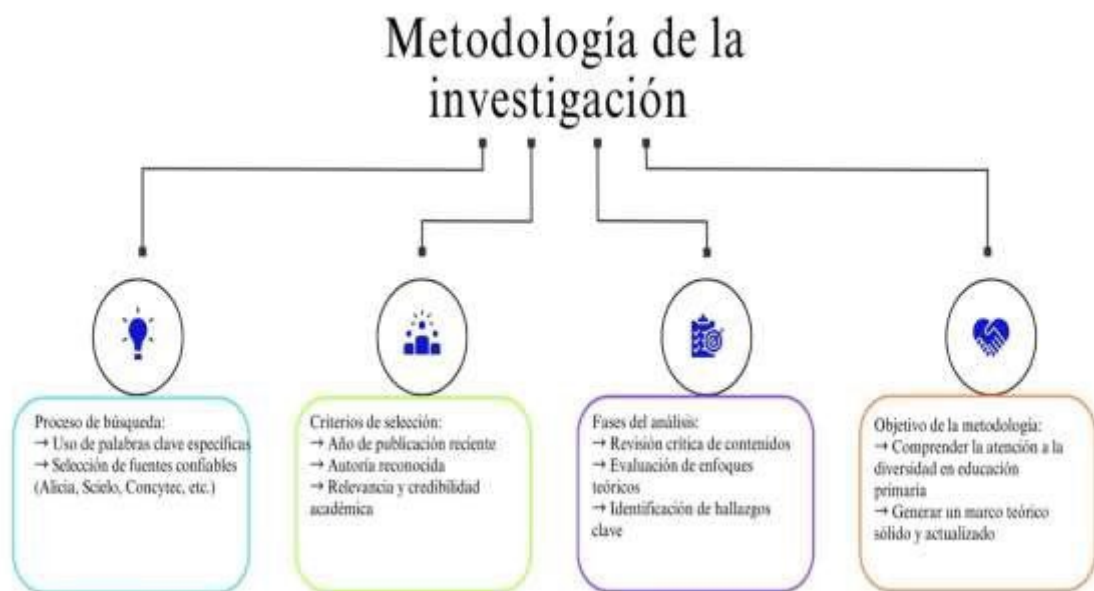 Metodología de la
investigación
Proceso de búsqueda:
→ Uso de palabras clave específicas
→ Selección de fuentes confiables
(Alicia, Scielo, Concytec, etc.)
Criterios de selección:
→ Año de publicación reciente
→ Autoría reconocida
→ Relevancia y credibilidad
académica
Fases del análisis:
→ Revisión crítica de contenidos
→ Evaluación de enfoques
teóricos
→ Identificación de hallazgos
clave
Objetivo de la metodología:
→ Comprender la atención a la
diversidad en educación
primaria
→ Generar un marco teórico
sólido y actualizado